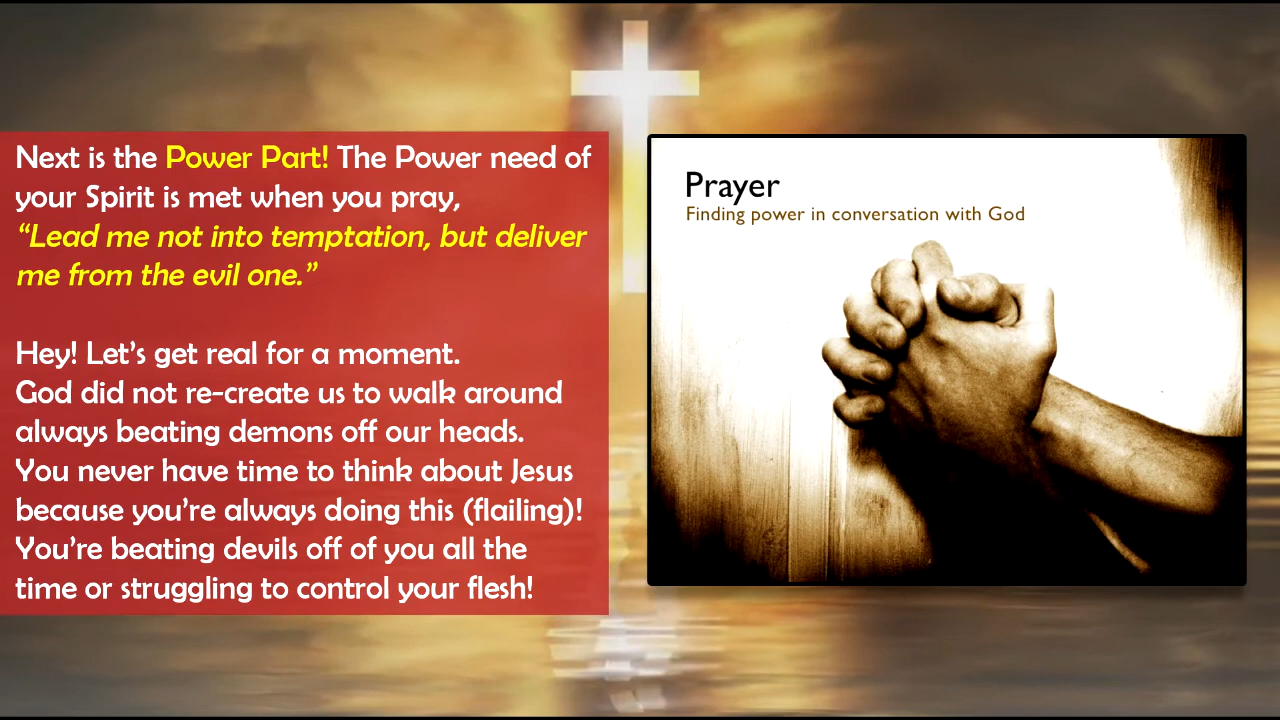 Next is the Power Part! The Power need of
your Spirit is met when you pray,
“Lead me not into temptation, but deliver
me from the evil one.”
Hey! Let’s get real for a moment.
God did not re-create us to walk around
always beating demons off our heads.
You never have time to think about Jesus
because you’re always doing this (flailing)!
You’re beating devils off of you all the
time or struggling to control your flesh!
Prayer
Finding power in conversation with God